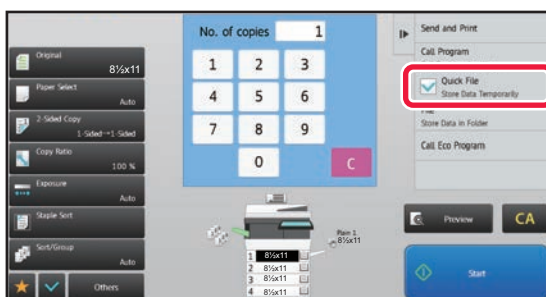 No. of copies 1
Original
8½x11
Paper Select
Auto
2-Sided Copy
1-Sided→1-Sided
Copy Ratio
100 %
Exposure
Auto
Staple Sort
Sort/Group
Auto
Others
1 2 3
4 5 6
7 8 9
0 C
Plain 1
8½x11
1 8½x11
2 8½x11
3 8½x11
4 8½x11
Send and Print
Call Program
Quick File
Store Data Temporarily
Store Data in Folder
Call Eco Program
Preview
CA
Start